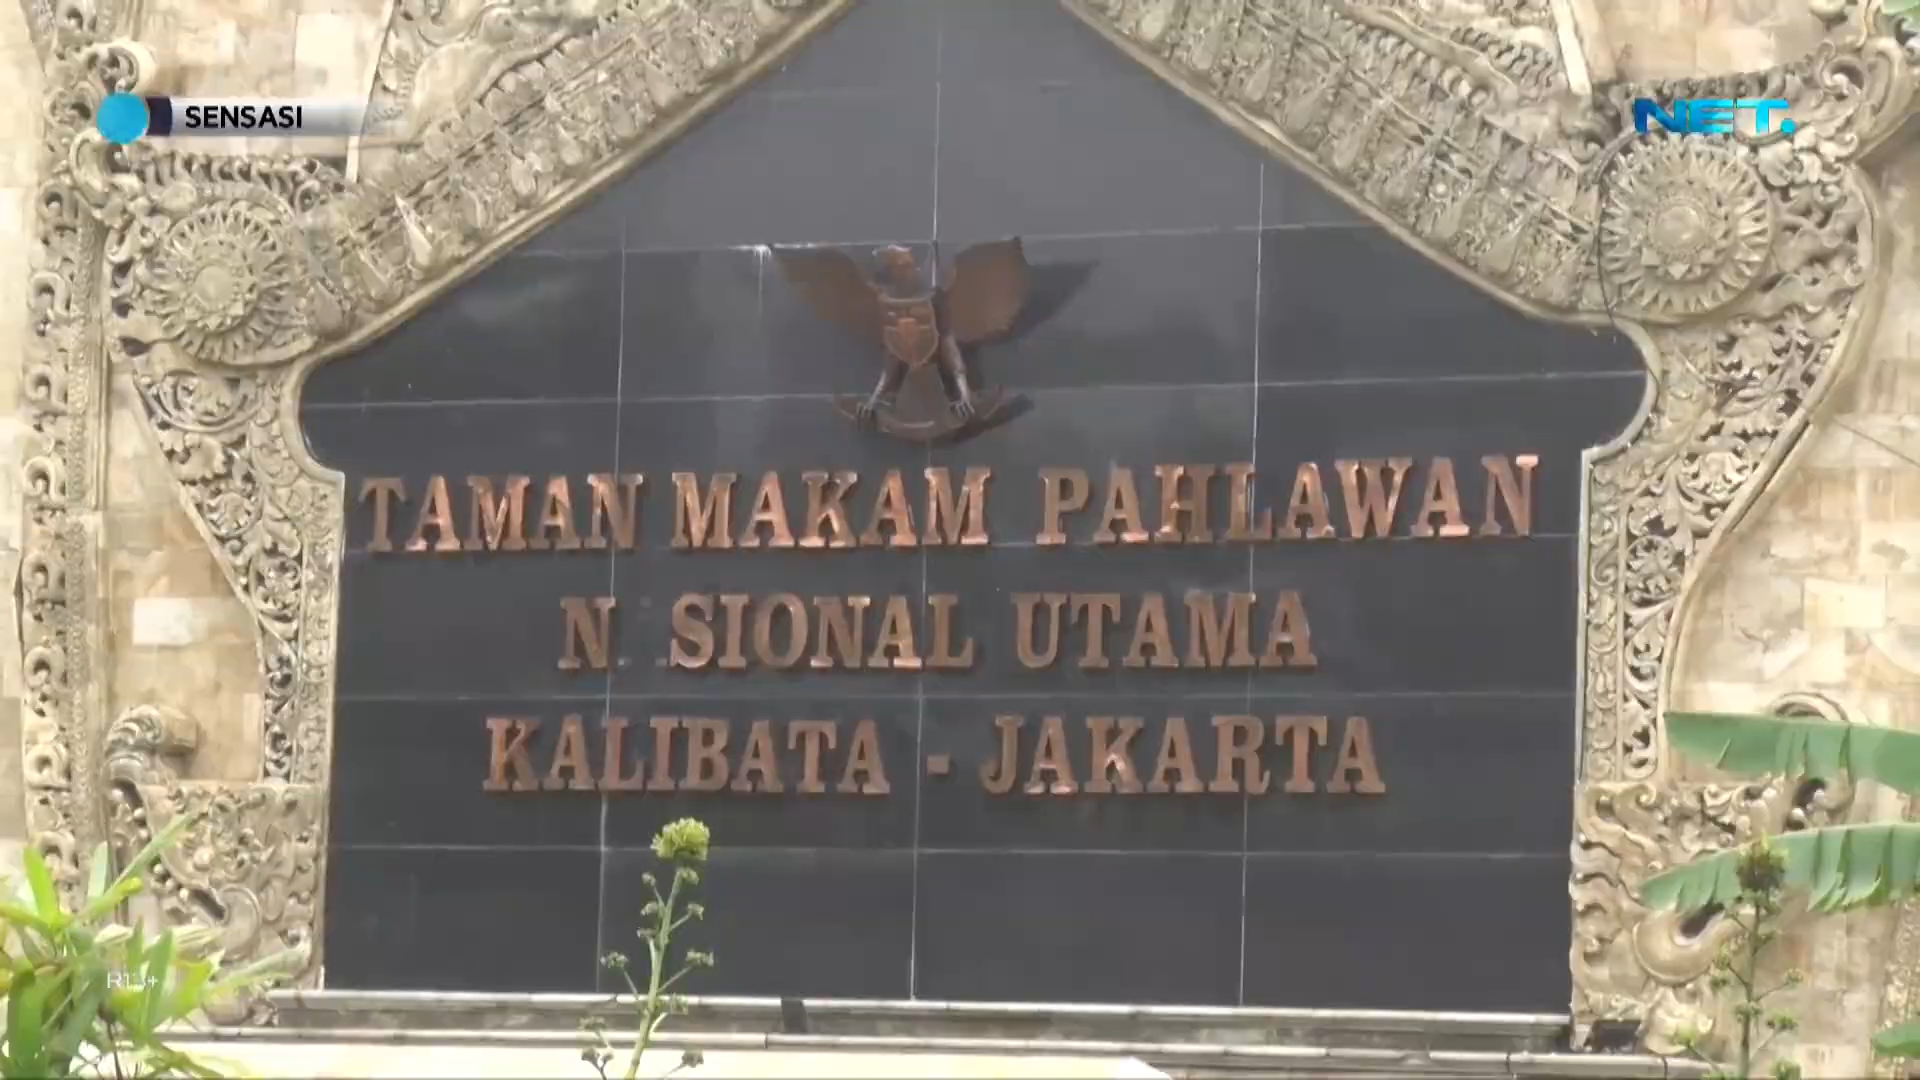 SENSASI
NET.
TAMAN MAKAM PAHLAWAN
N SIONAL UTAMA
KALIBATA - JAKARTA
R13+